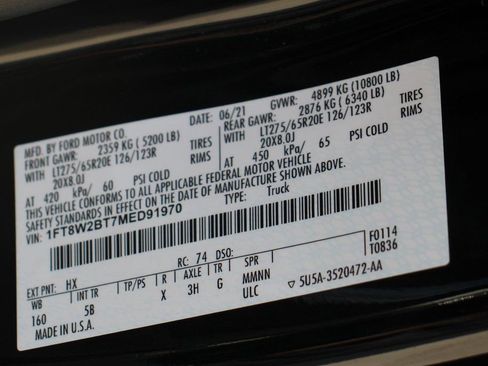 MFD. BY FORD MOTOR CO. DATE: 06/21 GVWR: 4899 KG (10800 LB)
FRONT GAWR: 2359 KG (5200 LB) REAR GAWR: 2876 KG (6340 LB)
WITH LT275/65R20E 126/123R TIRES WITH LT275/65R20E 126/123R TIRES
20X8.0J RIMS 20X8.0J RIMS
AT 420 kPa/ 60 PSI COLD AT 450 kPa/ 65 PSI COLD
THIS VEHICLE CONFORMS TO ALL APPLICABLE FEDERAL MOTOR VEHICLE
SAFETY STANDARDS IN EFFECT ON THE DATE OF MANUFACTURE SHOWN ABOVE.
VIN: 1FT8W2BT7MED91970 TYPE: Truck
F0114
T0836
EXT PNT: HX RC: 74 DSO:
WB INT TR TP/PS R AXLE TR SPR
160 5B X 3H G MMNN
ULC
MADE IN U.S.A. ▽ 5U5A-3520472-AA